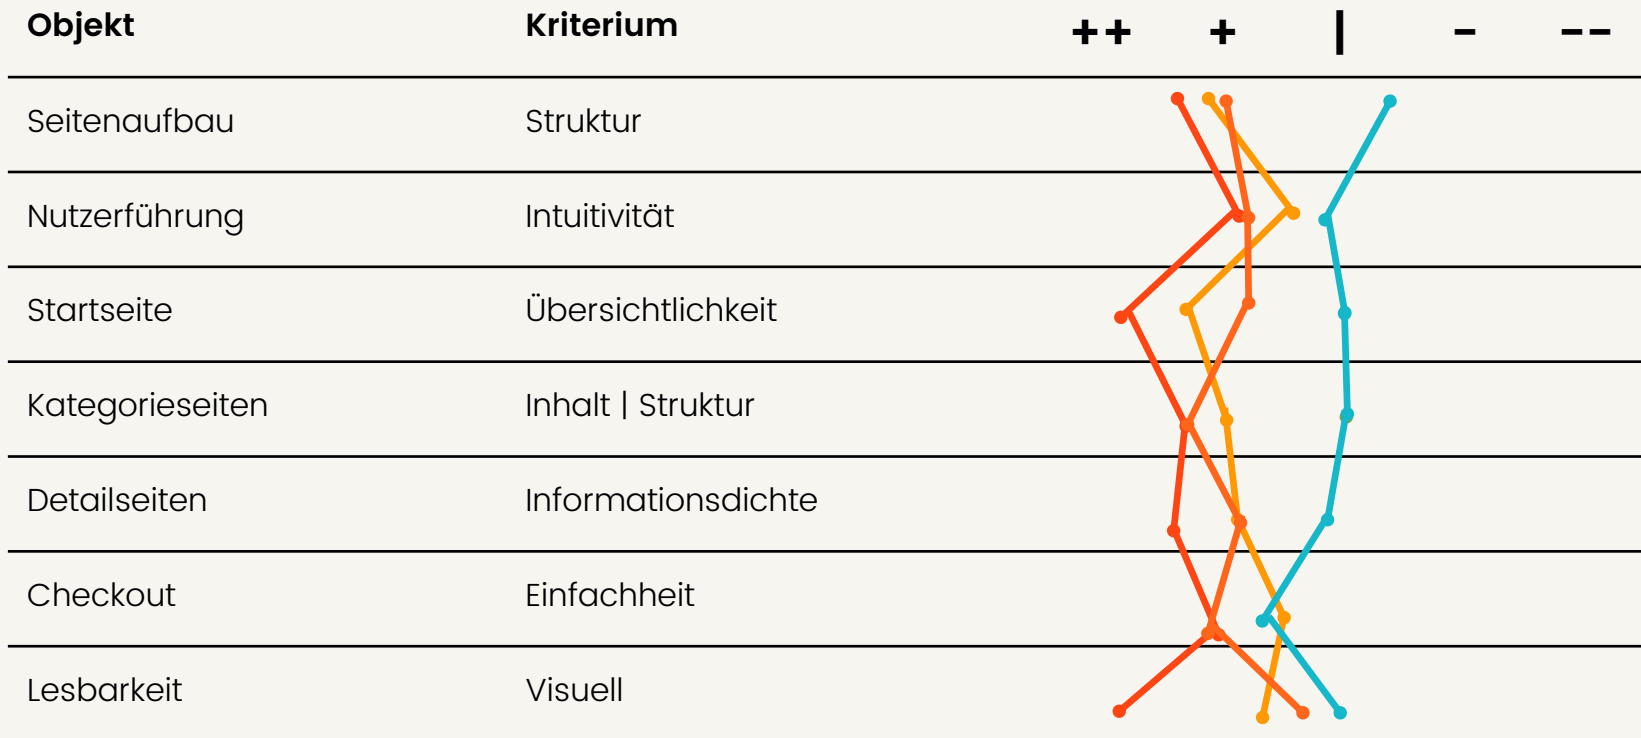 Objekt Kriterium ++ + | - --
Seitenaufbau Struktur
Nutzerführung Intuitivität
Startseite Übersichtlichkeit
Kategorieseiten Inhalt | Struktur
Detailseiten Informationsdichte
Checkout Einfachheit
Lesbarkeit Visuell